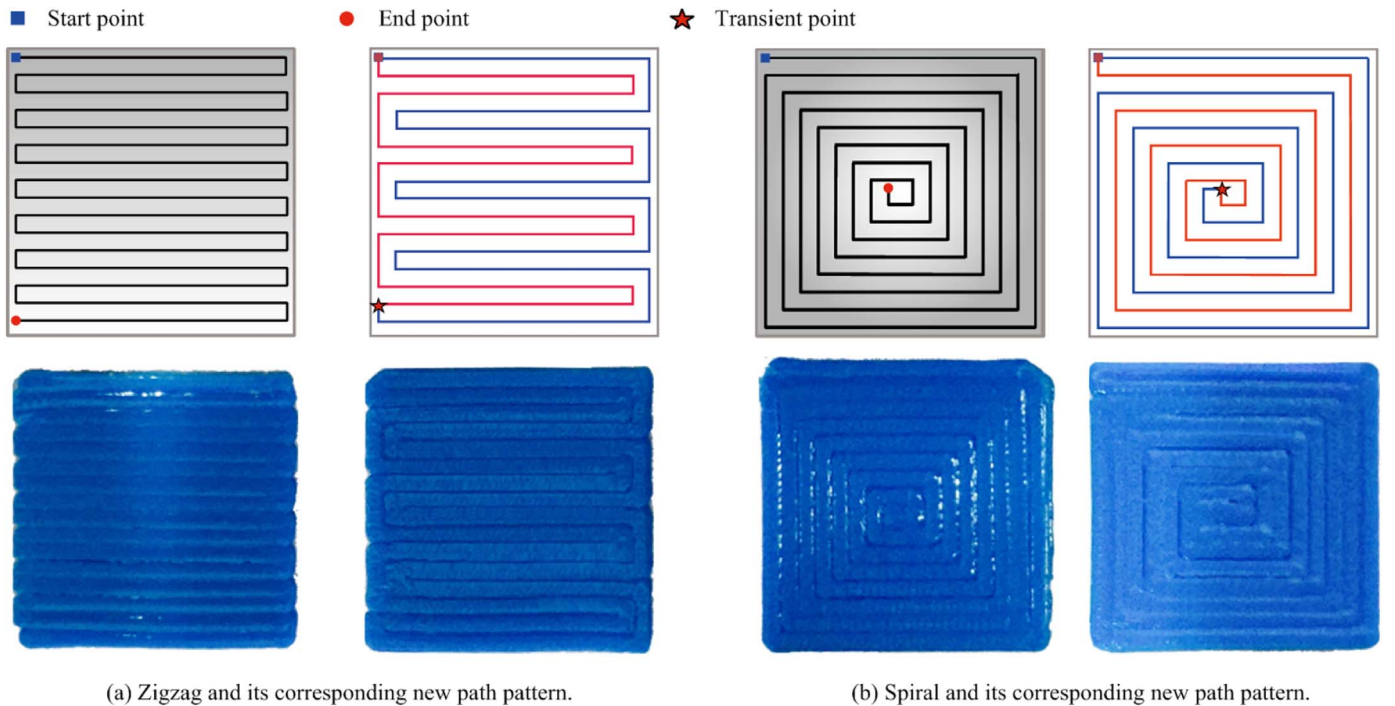 Start point
End point
Transient point
(a) Zigzag and its corresponding new path pattern.
(b) Spiral and its corresponding new path pattern.